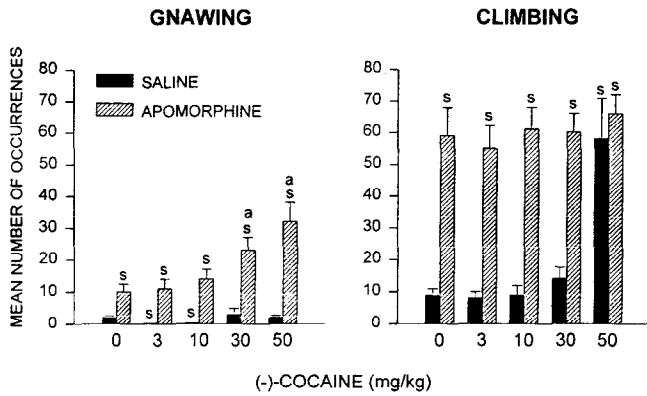 GNAWING
CLIMBING
MEAN NUMBER OF OCCURRENCES
80
70
60
50
40
30
20
10
0
SALINE
APOMORPHINE
s
s
s
s
s
a
s
a
s
0
3
10
30
50
80
70
60
50
40
30
20
10
0
s
s
s
s
s
s
0
3
10
30
50
(-)-COCAINE (mg/kg)